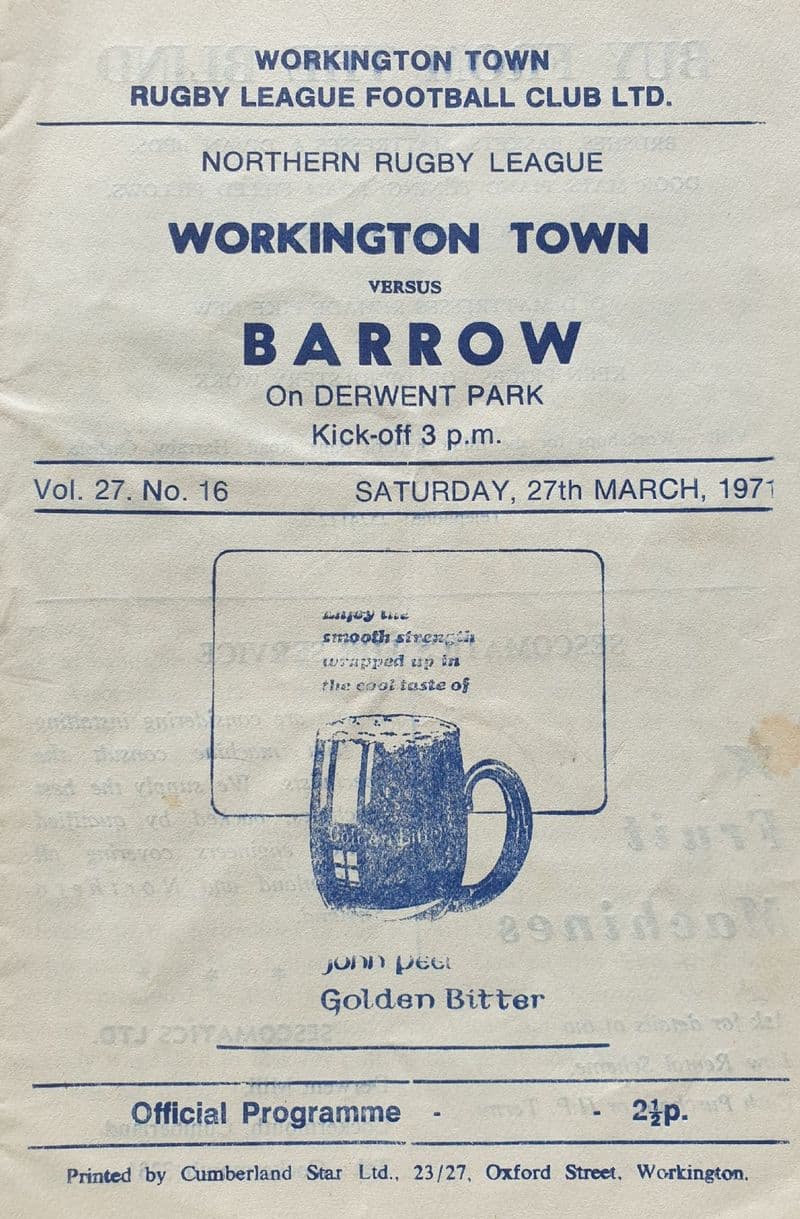 WORKINGTON TOWN
RUGBY LEAGUE FOOTBALL CLUB LTD.
NORTHERN RUGBY LEAGUE
WORKINGTON TOWN
VERSUS
BARROW
On DERWENT PARK
Kick-off 3 p.m.
Vol. 27. No. 16 SATURDAY, 27th MARCH, 1971
Enjoy the
smooth strength
wrapped up in
the cool taste of
Golden Bitter
John Peel
Golden Bitter
Official Programme - - 2½p.
Printed by Cumberland Star Ltd., 23/27, Oxford Street, Workington.